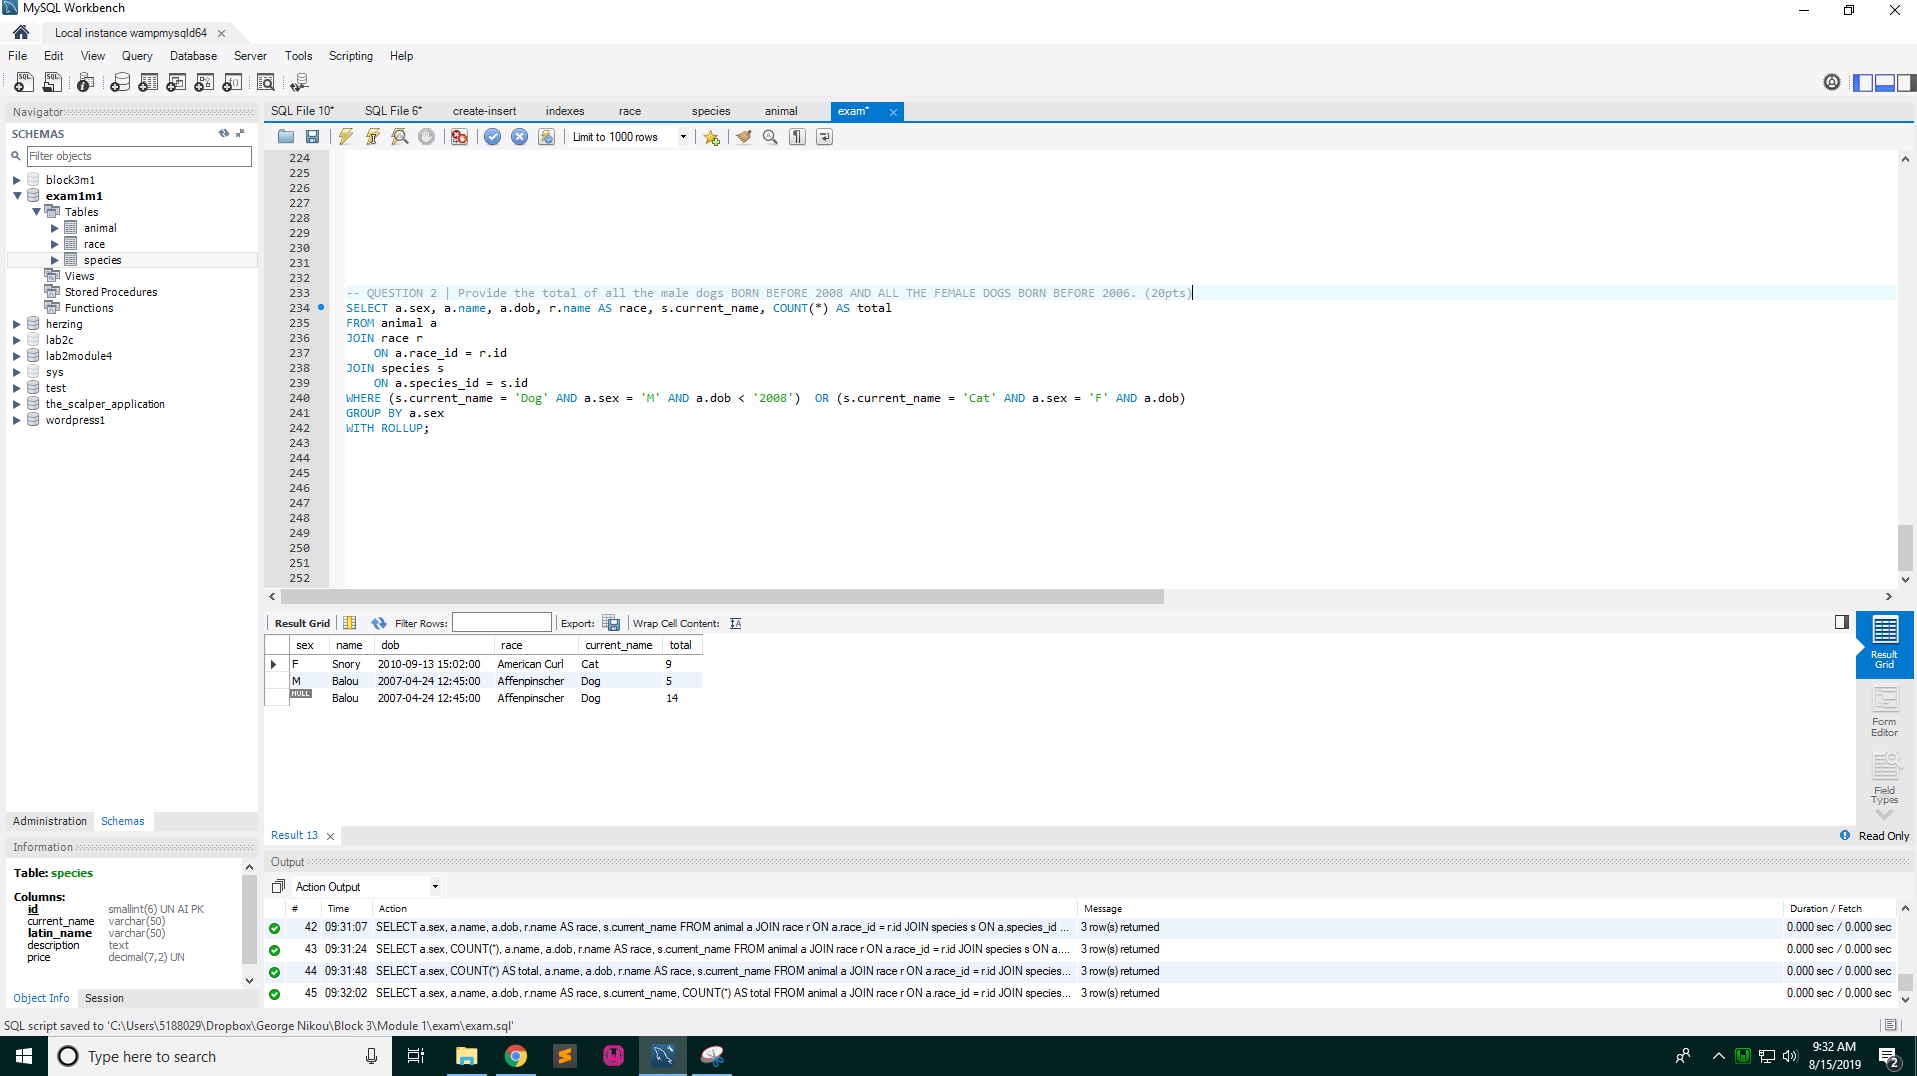 MySQL Workbench
Local instance wampmysqld64
File Edit View Query Database Server Tools Scripting Help
Navigator
SCHEMAS
Filter objects
block3m1
exam1m1
Tables
animal
race
species
Views
Stored Procedures
Functions
herzing
lab2c
lab2module4
sys
test
the_scalper_application
wordpress1
Administration Schemas
Information
Table: species
Columns:
id smallint(6) UN AI PK
current_name varchar(50)
latin_name varchar(50)
description text
price decimal(7,2) UN
Object Info Session
SQL File 10* SQL File 6* create-insert indexes race species animal exam*
Limit to 1000 rows
224
225
226
227
228
229
230
231
232
233 -- QUESTION 2 | Provide the total of all the male dogs BORN BEFORE 2008 AND ALL THE FEMALE DOGS BORN BEFORE 2006. (20pts)
234 SELECT a.sex, a.name, a.dob, r.name AS race, s.current_name, COUNT(*) AS total
235 FROM animal a
236 JOIN race r
237 ON a.race_id = r.id
238 JOIN species s
239 ON a.species_id = s.id
240 WHERE (s.current_name = 'Dog' AND a.sex = 'M' AND a.dob < '2008') OR (s.current_name = 'Cat' AND a.sex = 'F' AND a.dob)
241 GROUP BY a.sex
242 WITH ROLLUP;
243
244
245
246
247
248
249
250
251
252
Result Grid Filter Rows: Export: Wrap Cell Content:
sex name dob race current_name total
F Snory 2010-09-13 15:02:00 American Curl Cat 9
M Balou 2007-04-24 12:45:00 Affenpinscher Dog 5
NULL Balou 2007-04-24 12:45:00 Affenpinscher Dog 14
Result Grid
Form Editor
Field Types
Result 13
Read Only
Output
Action Output
# Time Action Message Duration / Fetch
42 09:31:07 SELECT a.sex, a.name, a.dob, r.name AS race, s.current_name FROM animal a JOIN race r ON a.race_id = r.id JOIN species s ON a.species_id ... 3 row(s) returned 0.000 sec / 0.000 sec
43 09:31:24 SELECT a.sex, COUNT(*), a.name, a.dob, r.name AS race, s.current_name FROM animal a JOIN race r ON a.race_id = r.id JOIN species s ON a.... 3 row(s) returned 0.000 sec / 0.000 sec
44 09:31:48 SELECT a.sex, COUNT(*) AS total, a.name, a.dob, r.name AS race, s.current_name FROM animal a JOIN race r ON a.race_id = r.id JOIN species... 3 row(s) returned 0.000 sec / 0.000 sec
45 09:32:02 SELECT a.sex, a.name, a.dob, r.name AS race, s.current_name, COUNT(*) AS total FROM animal a JOIN race r ON a.race_id = r.id JOIN species... 3 row(s) returned 0.000 sec / 0.000 sec
SQL script saved to 'C:\Users\5188029\Dropbox\George Nikou\Block 3\Module 1\exam\exam.sql'
Type here to search
9:32 AM
8/15/2019
2